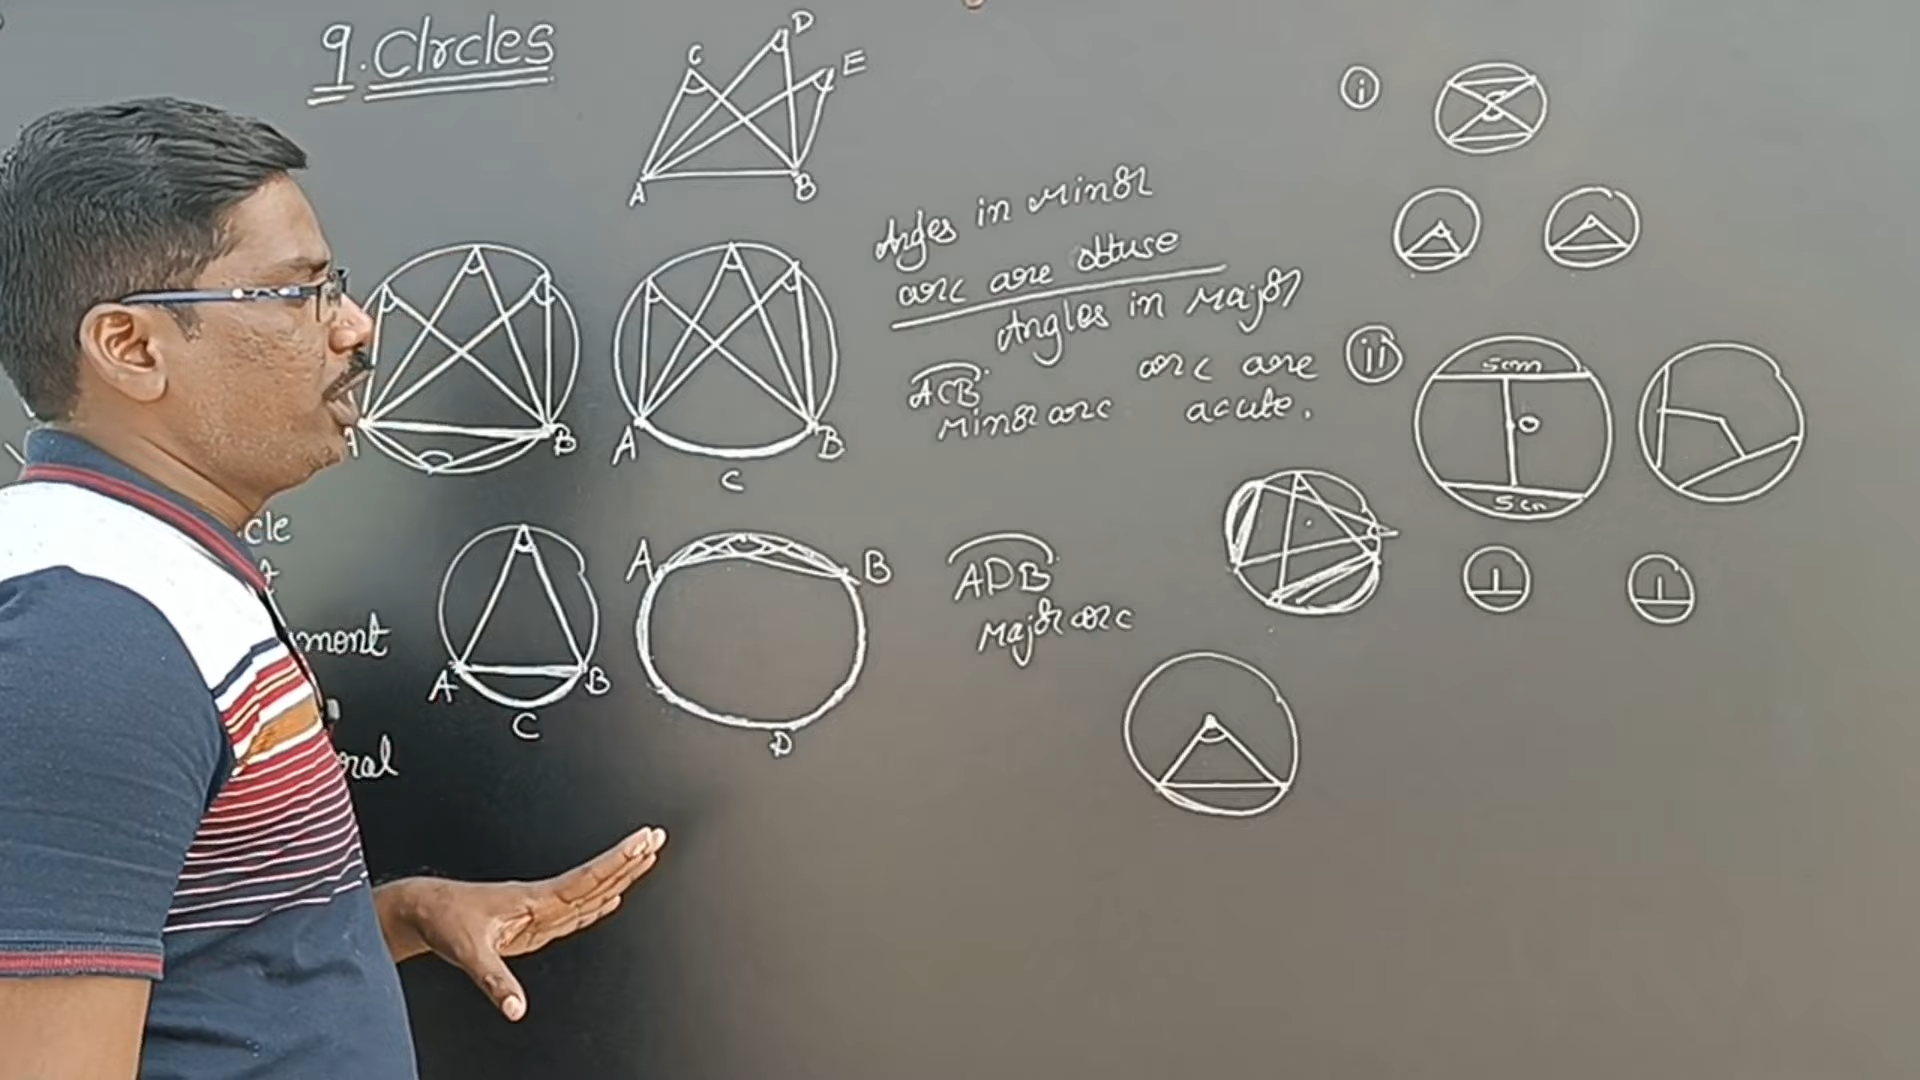 9. Circles
C
D
E
A
B
Angles in Minor
arc are obtuse
Angles in Major
arc are
acute.
A
B
A
B
C
ACB
Minor arc
cle
ment
ral
A
B
C
A
B
D
ADB
Major arc
i
ii
5cm
O
5cm